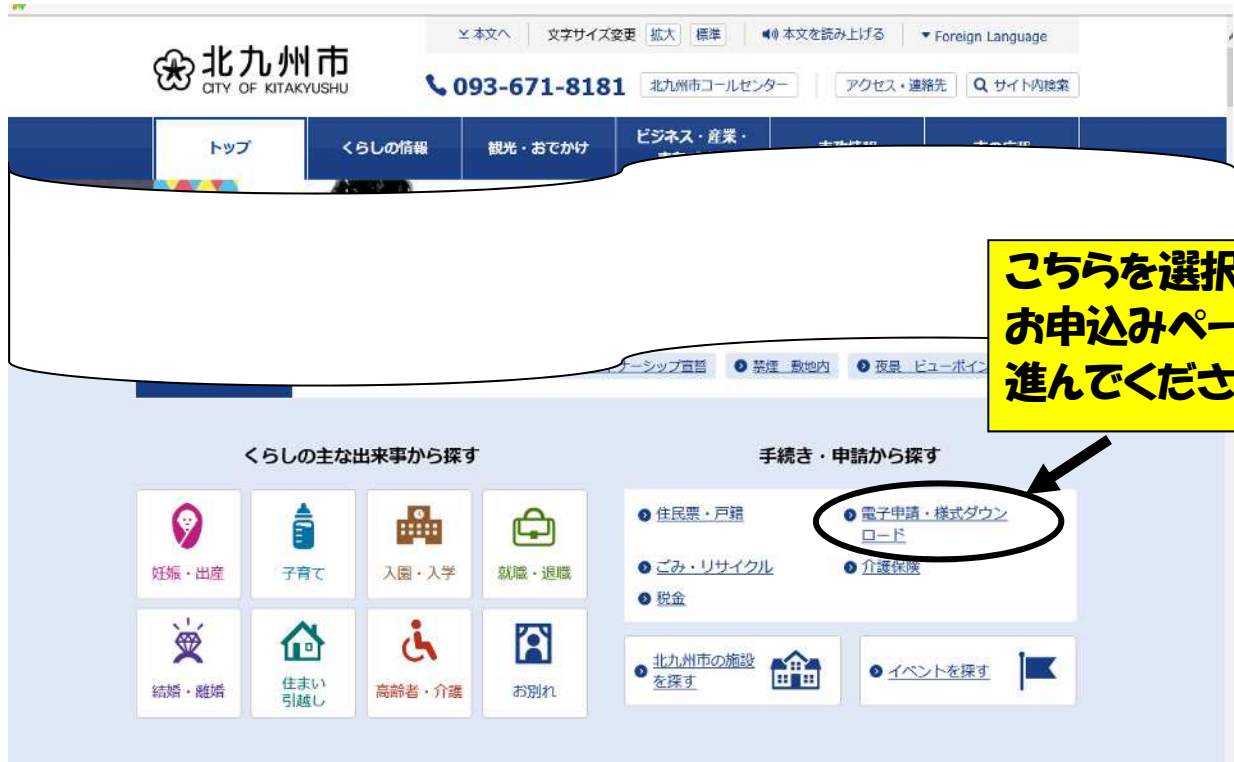 本文へ
文字サイズ変更 拡大 標準
本文を読み上げる
Foreign Language
北九州市
CITY OF KITAKYUSHU
093-671-8181
北九州市コールセンター
アクセス・連絡先
サイト内検索
トップ
くらしの情報
観光・おでかけ
ビジネス・産業・
ナーシップ宣誓
禁煙 敷地内
夜景 ビューポイン
こちらを選択
お申込みペー
進んでくださ
くらしの主な出来事から探す
妊娠・出産
子育て
入園・入学
就職・退職
結婚・離婚
住まい
引越し
高齢者・介護
お別れ
手続き・申請から探す
住民票・戸籍
電子申請・様式ダウン
ロード
ごみ・リサイクル
介護保険
税金
北九州市の施設
を探す
イベントを探す